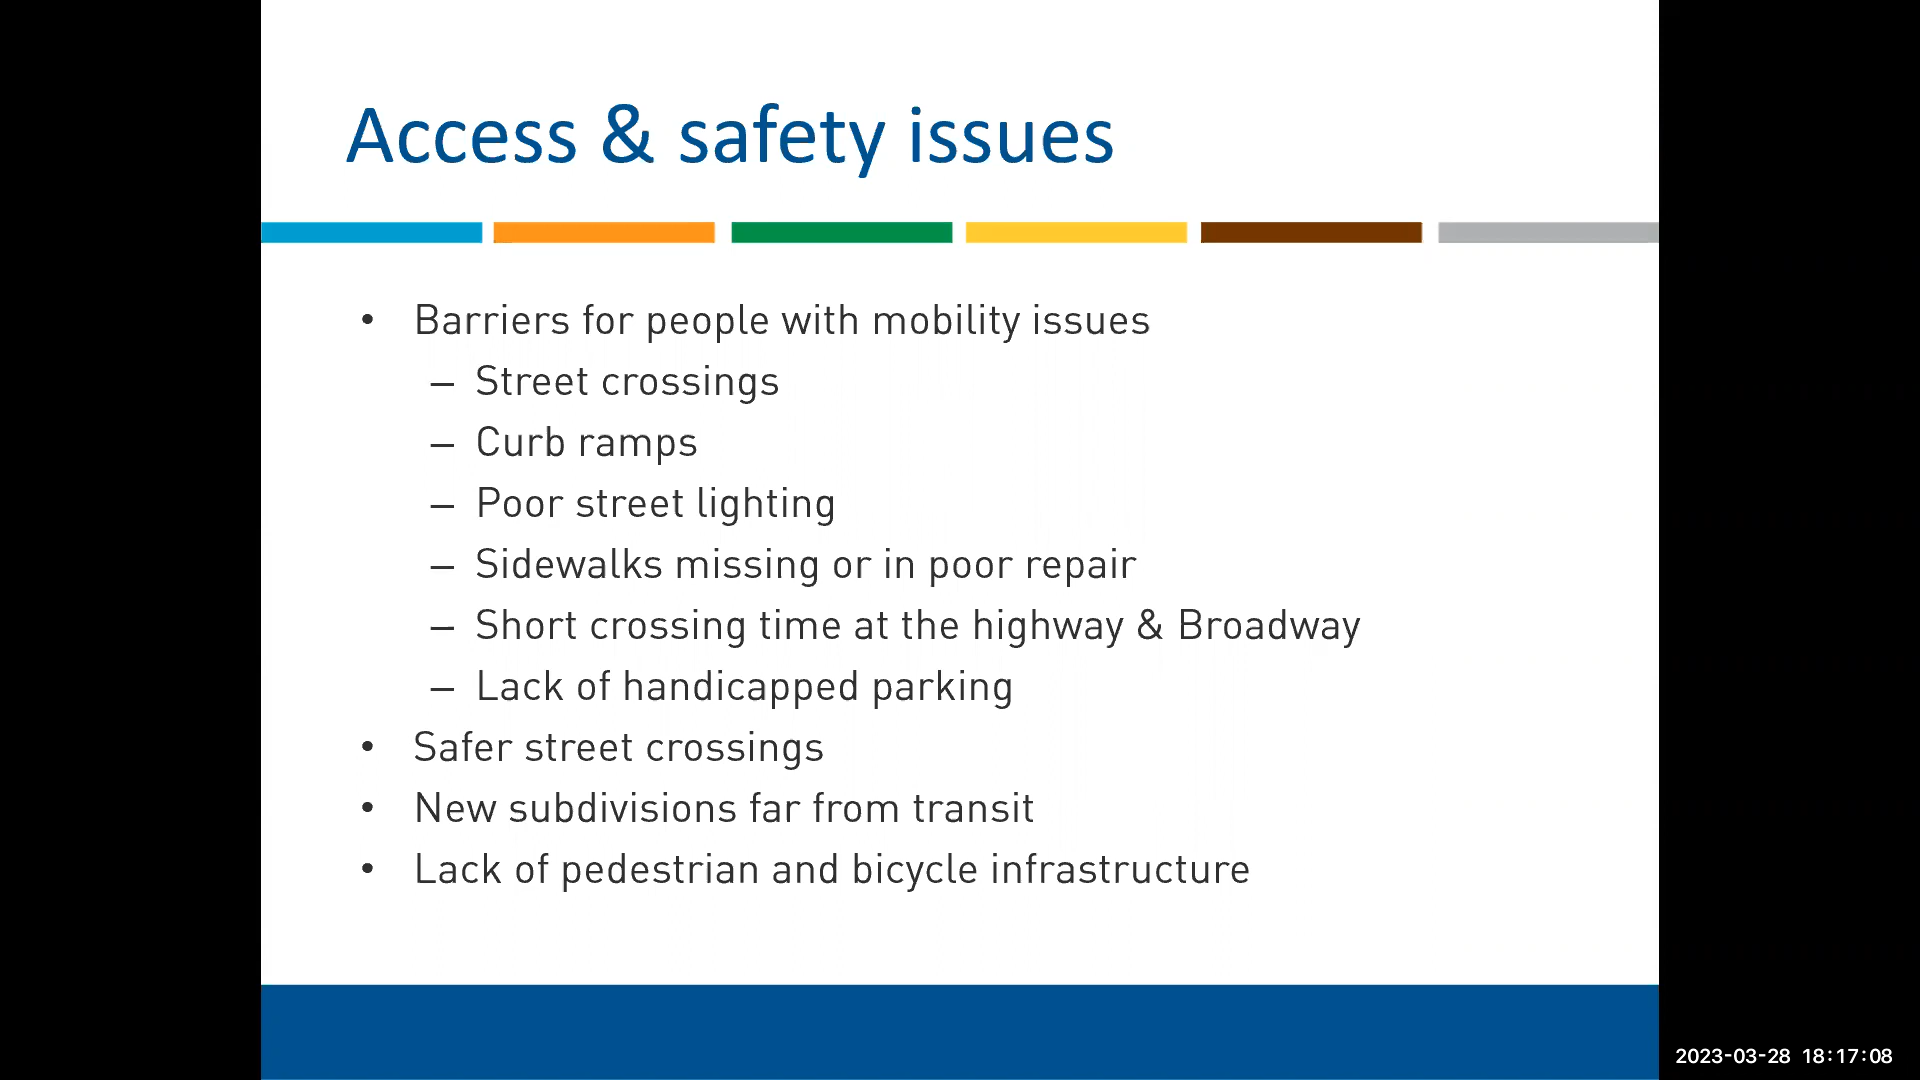 Access & safety issues
• Barriers for people with mobility issues
– Street crossings
– Curb ramps
– Poor street lighting
– Sidewalks missing or in poor repair
– Short crossing time at the highway & Broadway
– Lack of handicapped parking
• Safer street crossings
• New subdivisions far from transit
• Lack of pedestrian and bicycle infrastructure
2023-03-28 18:17:08